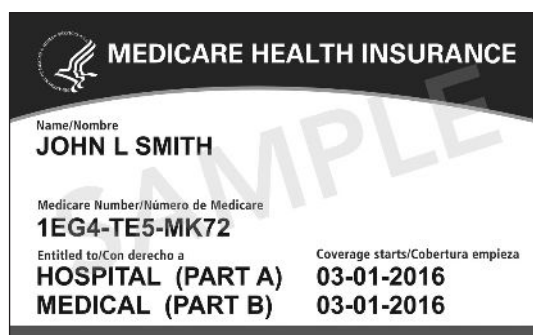 MEDICARE HEALTH INSURANCE
Name/Nombre
JOHN L SMITH
Medicare Number/Número de Medicare
1EG4-TE5-MK72
Entitled to/Con derecho a Coverage starts/Cobertura empieza
HOSPITAL (PART A) 03-01-2016
MEDICAL (PART B) 03-01-2016
SAMPLE